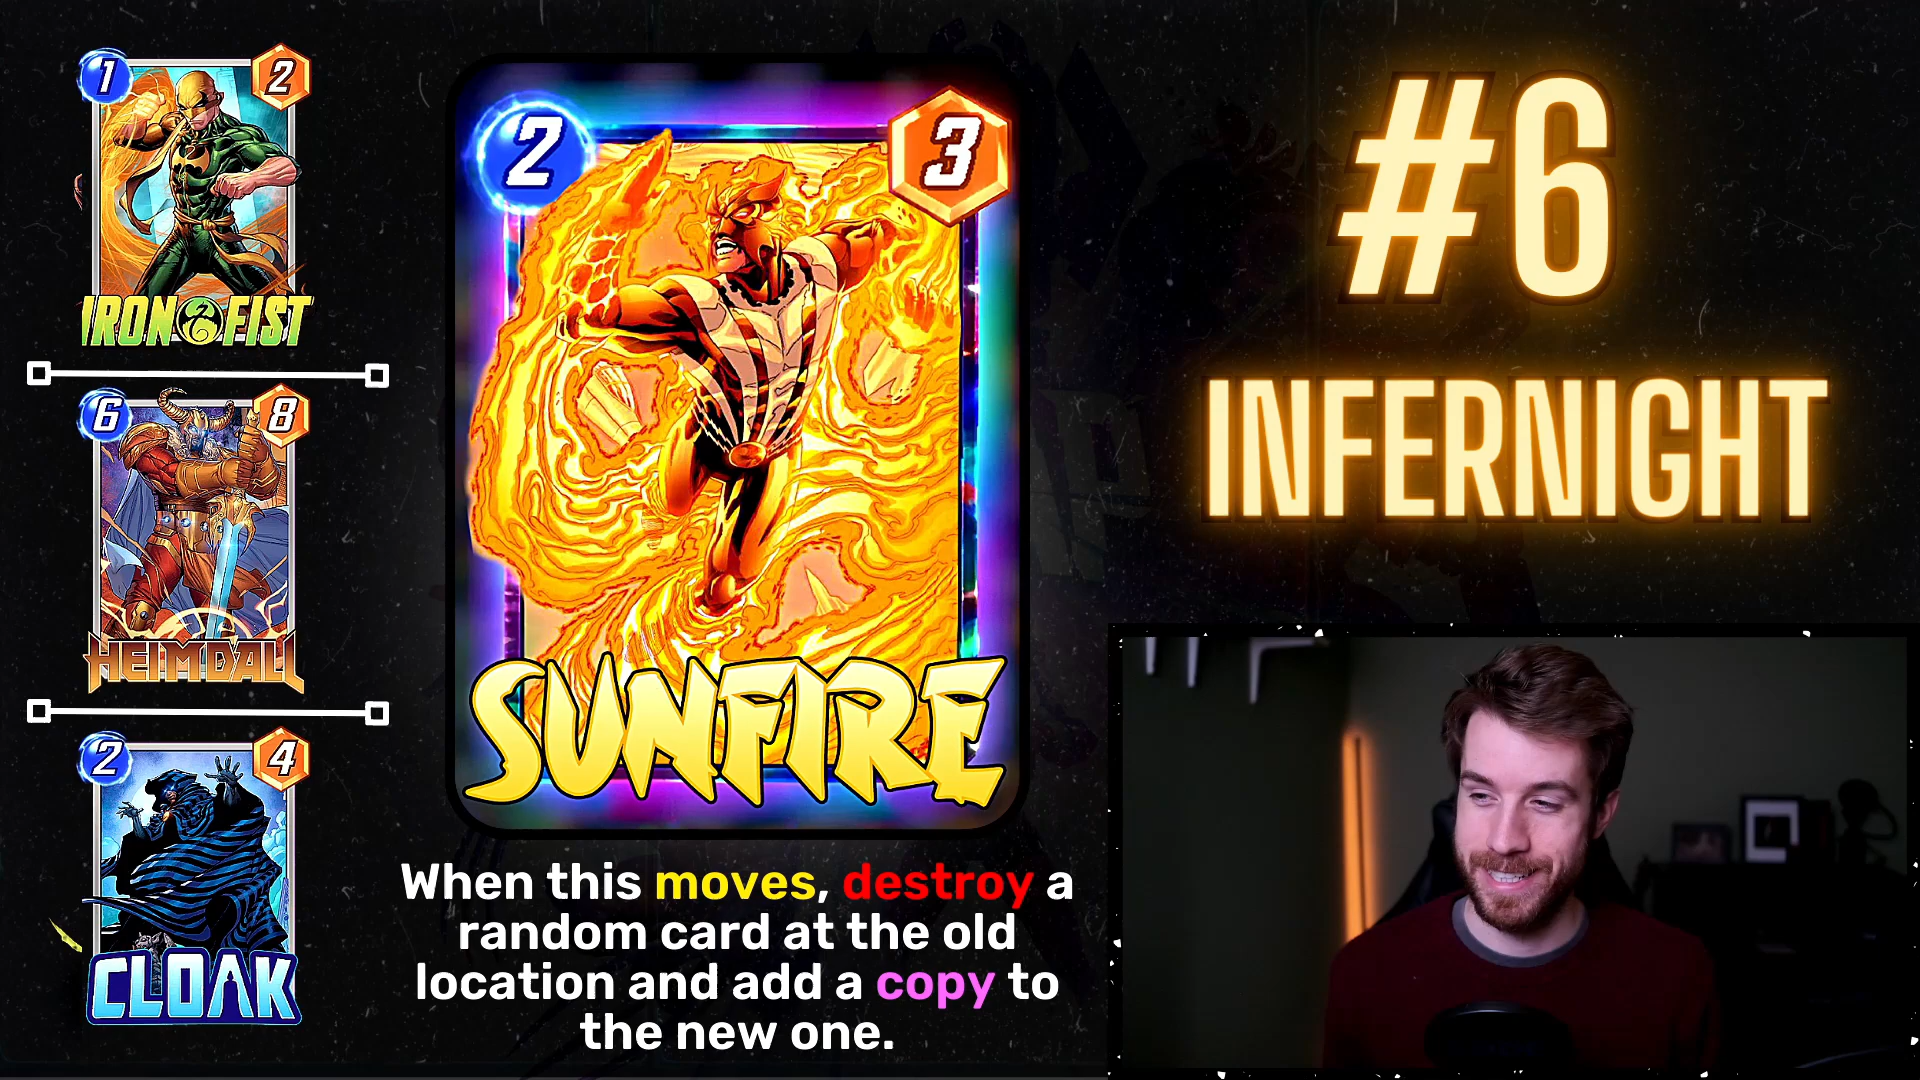 1
2
IRON FIST
6
8
HEIMDALL
2
4
CLOAK
2
3
SUNFIRE
When this moves, destroy a
random card at the old
location and add a copy to
the new one.
#6
INFERNIGHT